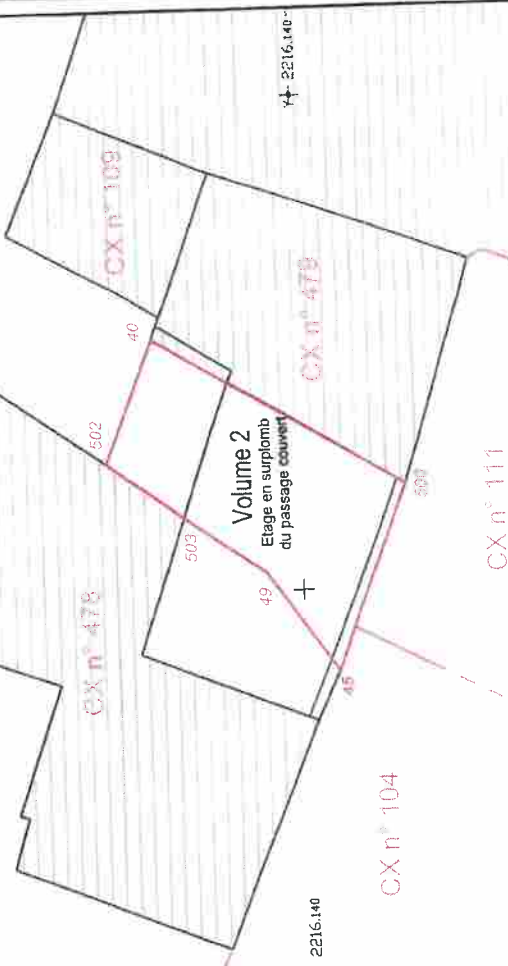 Y 2216.140
CX n° 109
40
CX n° 479
502
Volume 2
Etage en surplomb
du passage couvert
503
500
49
CX n° 111
CX n° 478
45
CX n° 104
2216.140